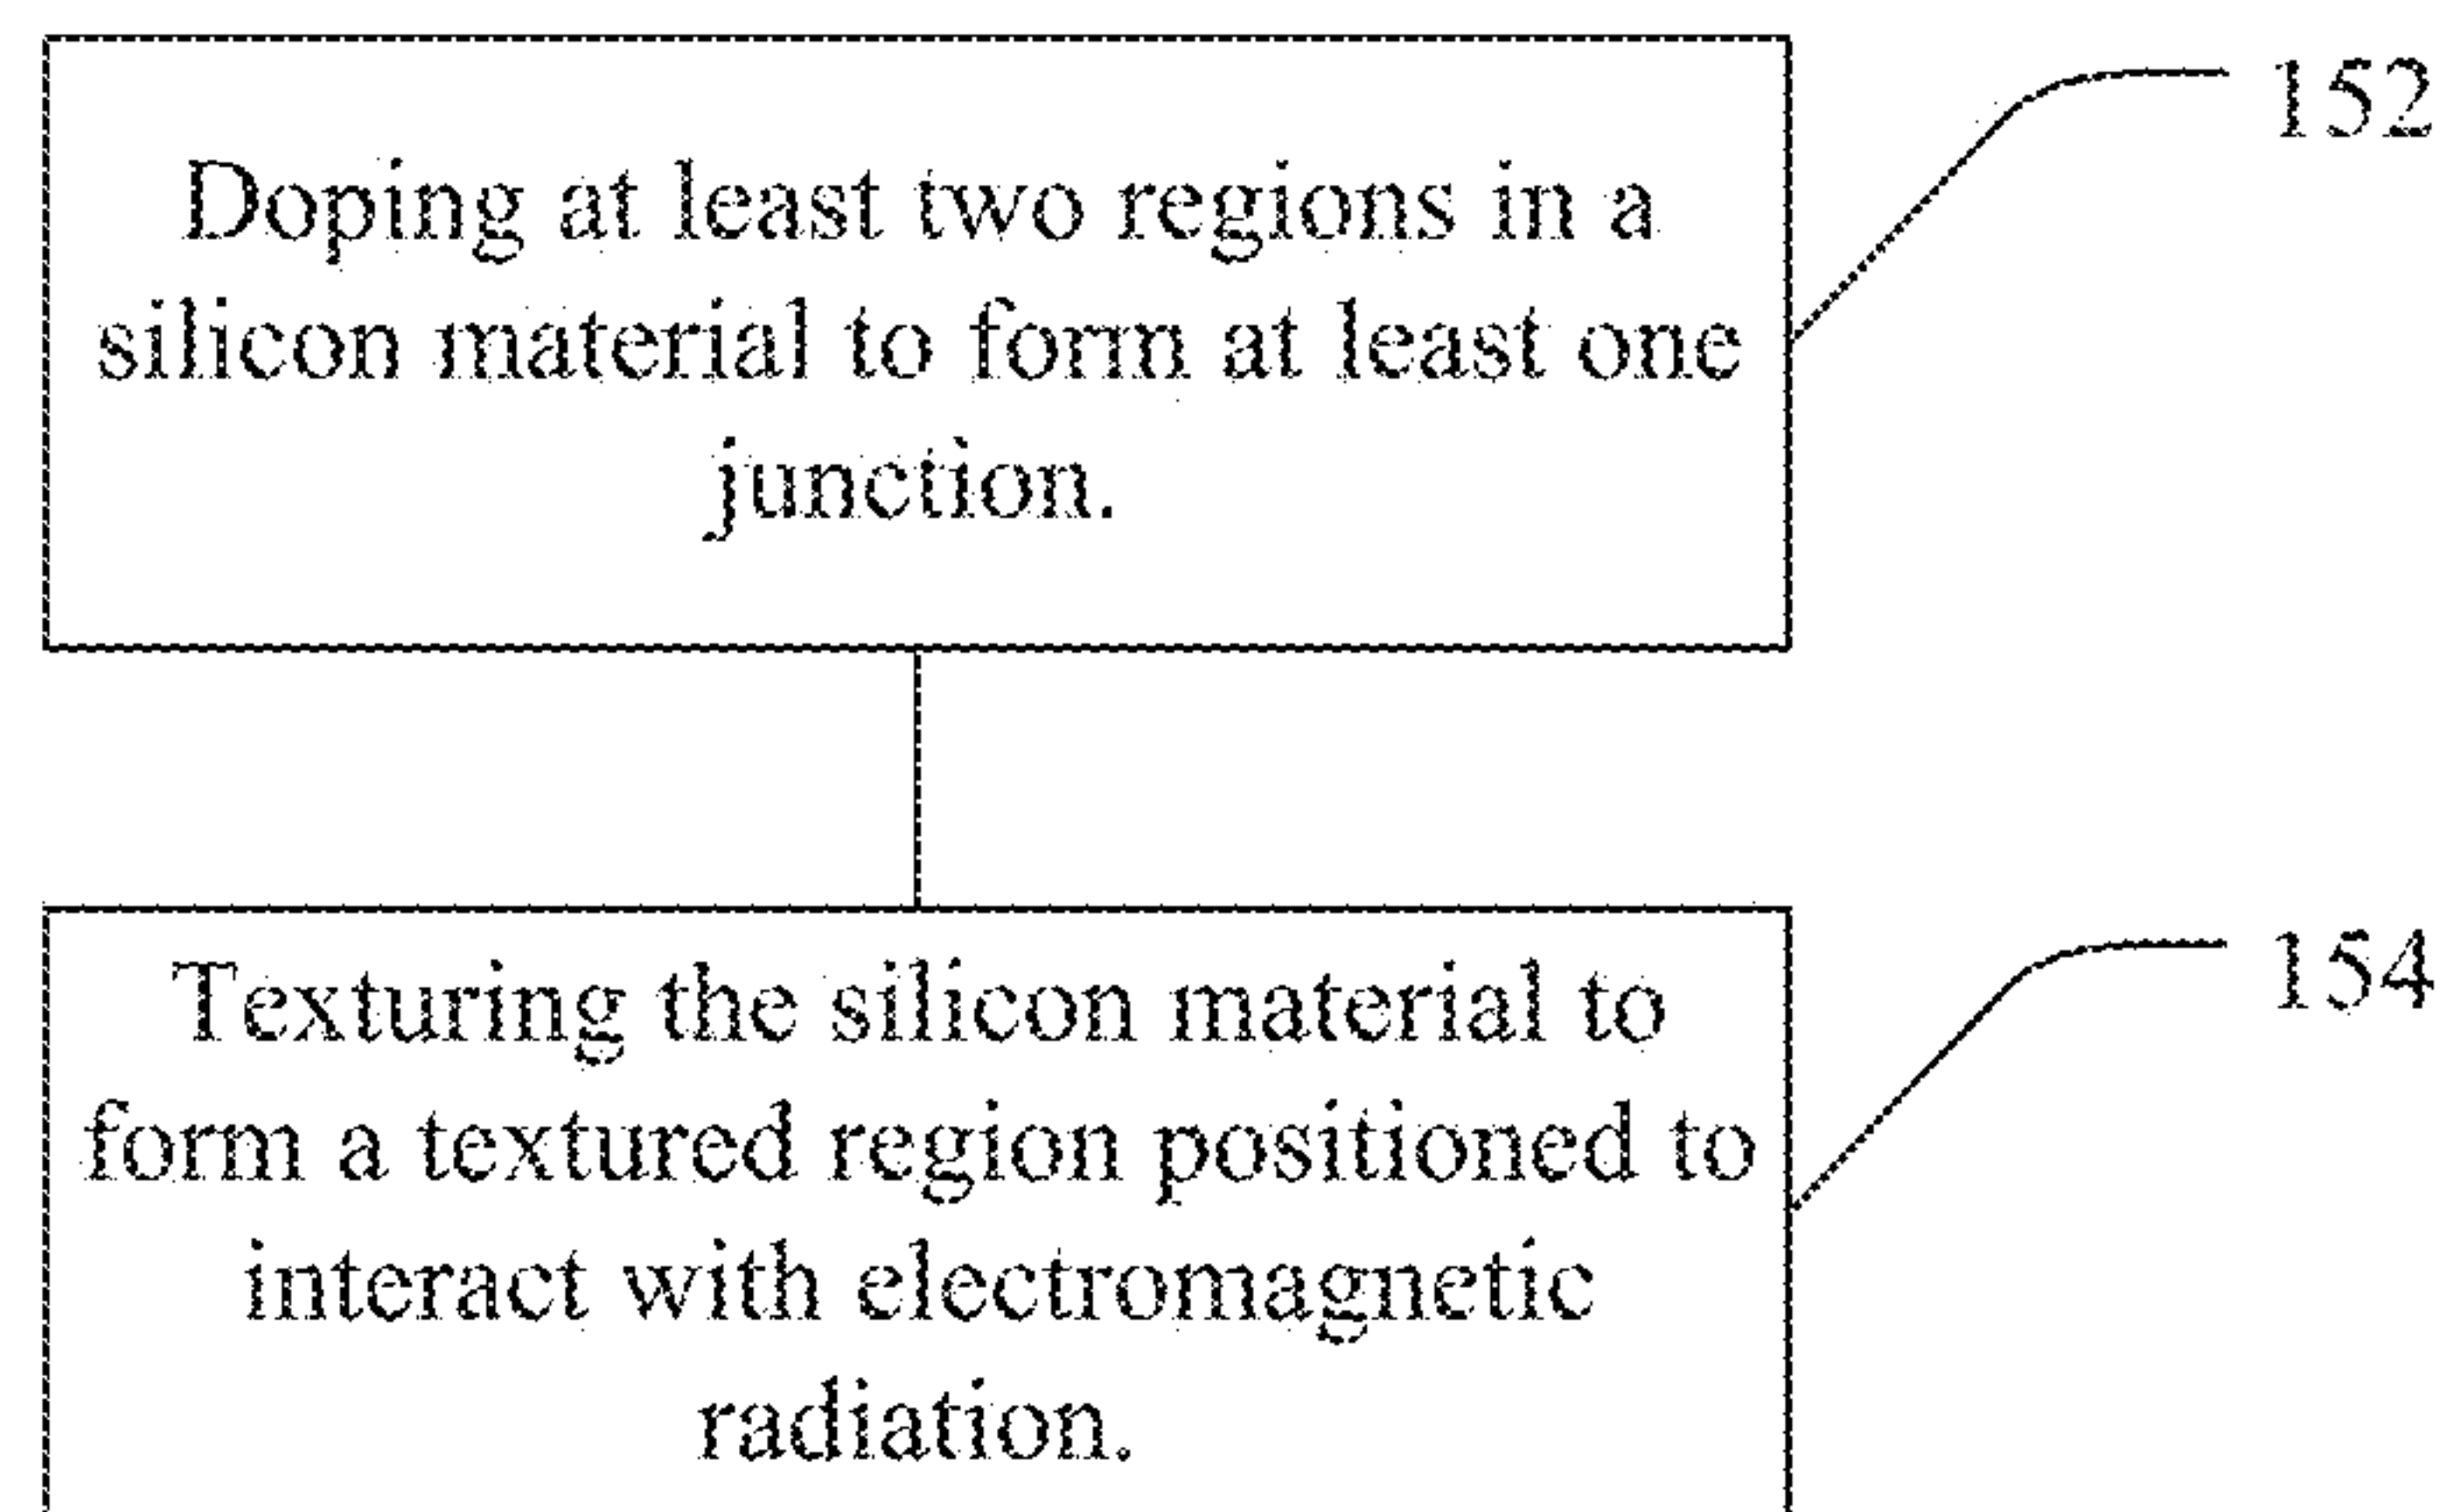 152
Doping at least two regions in a
silicon material to form at least one
junction.
154
Texturing the silicon material to
form a textured region positioned to
interact with electromagnetic
radiation.